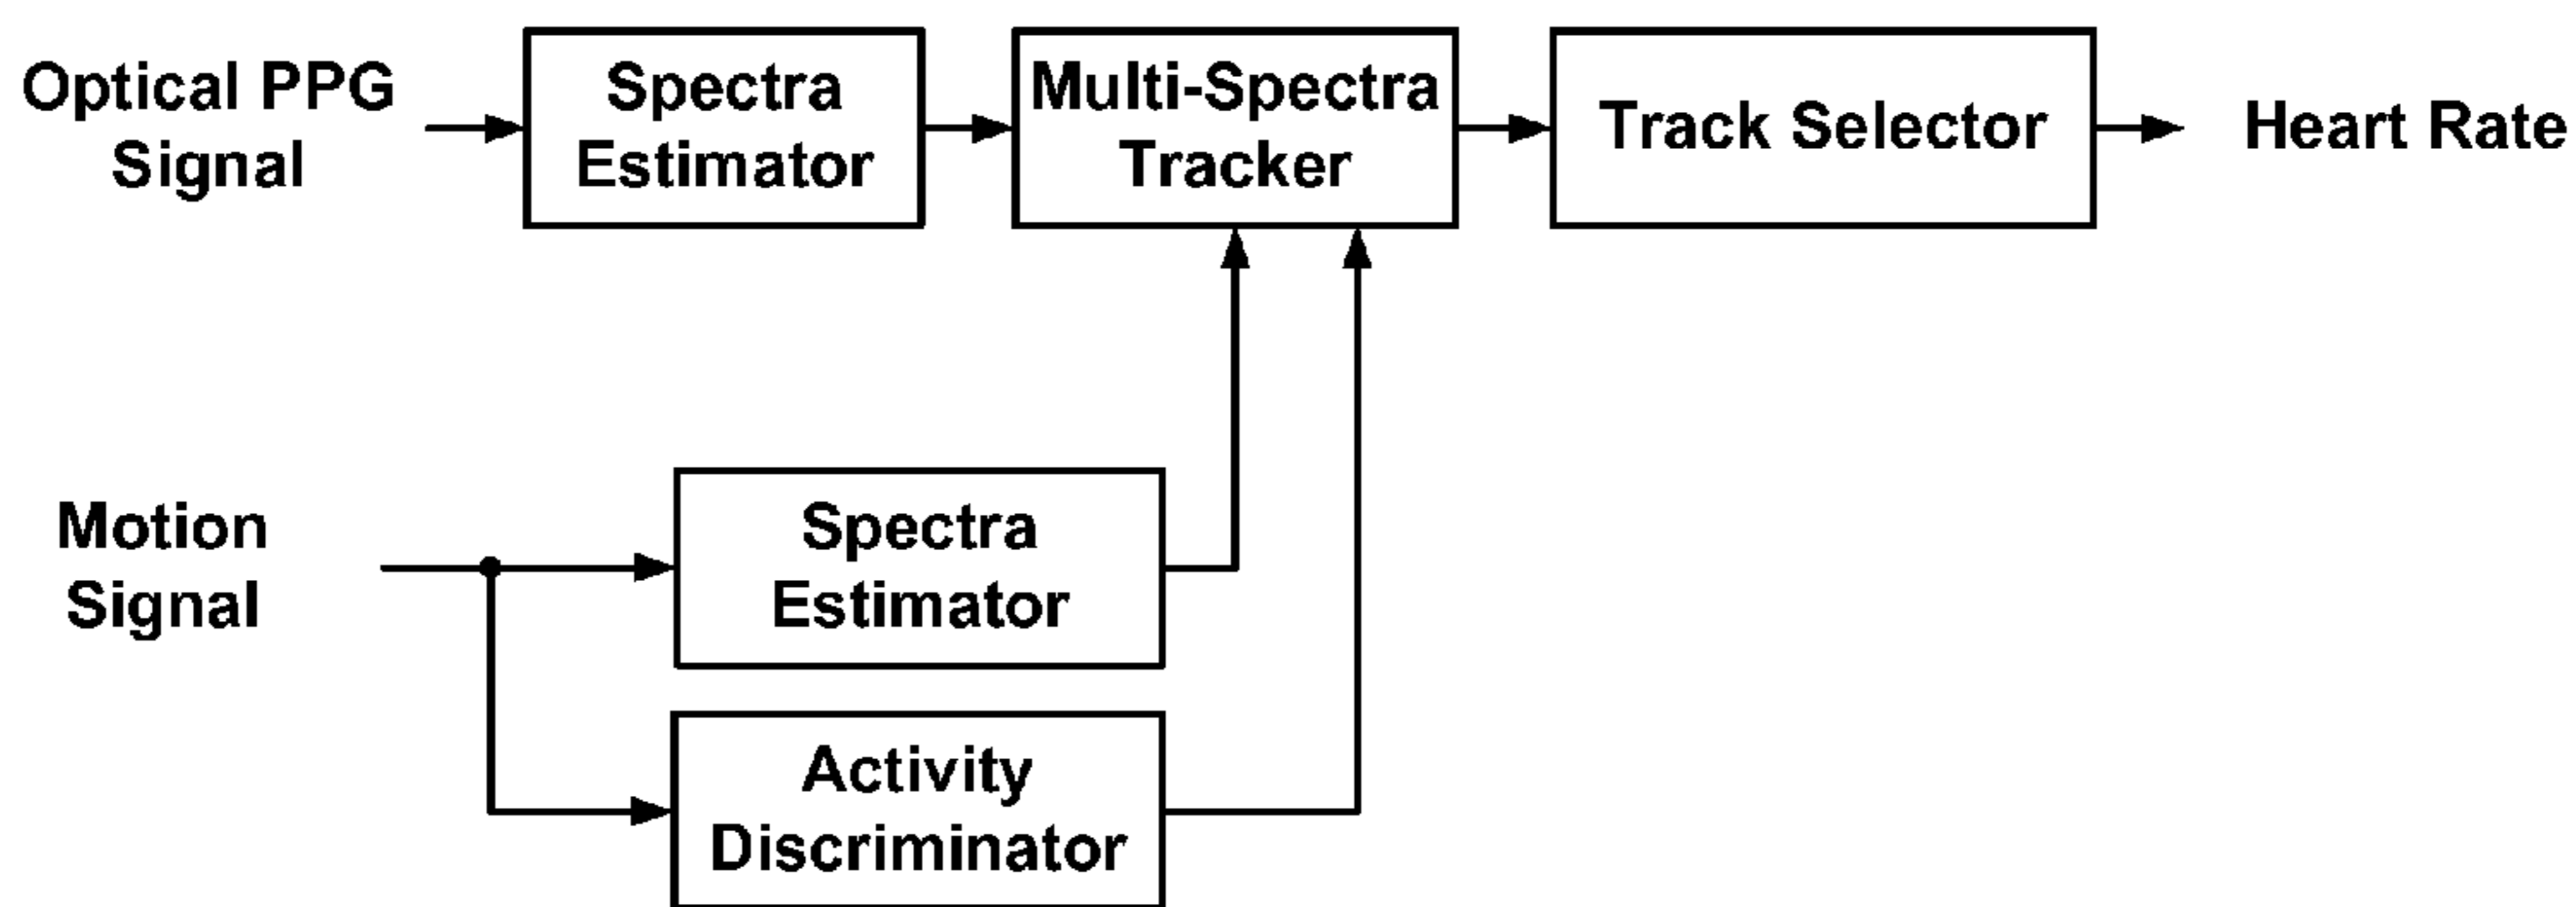 Optical PPG
Signal
Spectra
Estimator
Multi-Spectra
Tracker
Track Selector
Heart Rate
Motion
Signal
Spectra
Estimator
Activity
Discriminator